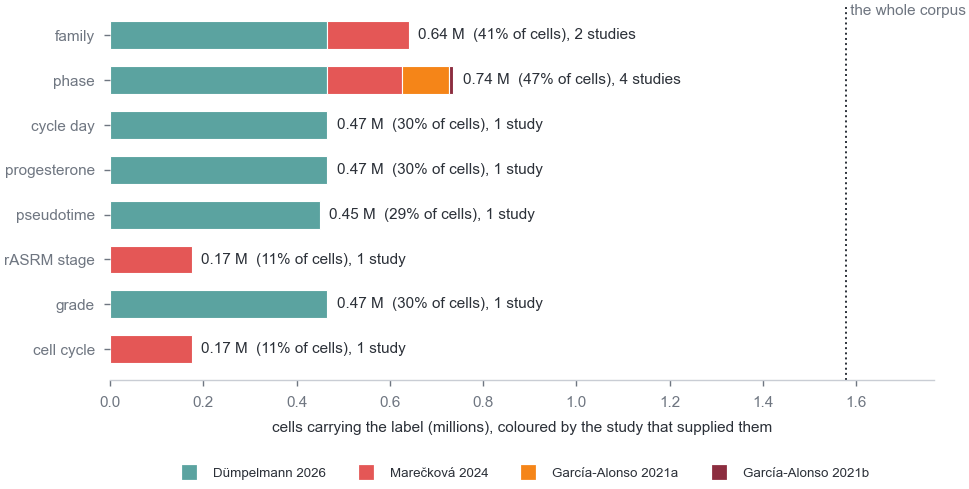 the whole corpus
family
0.64 M (41% of cells), 2 studies
phase
0.74 M (47% of cells), 4 studies
cycle day
0.47 M (30% of cells), 1 study
progesterone
0.47 M (30% of cells), 1 study
pseudotime
0.45 M (29% of cells), 1 study
rASRM stage
0.17 M (11% of cells), 1 study
grade
0.47 M (30% of cells), 1 study
cell cycle
0.17 M (11% of cells), 1 study
0.0 0.2 0.4 0.6 0.8 1.0 1.2 1.4 1.6
cells carrying the label (millions), coloured by the study that supplied them
Dümpelmann 2026 Marečková 2024 García-Alonso 2021a García-Alonso 2021b